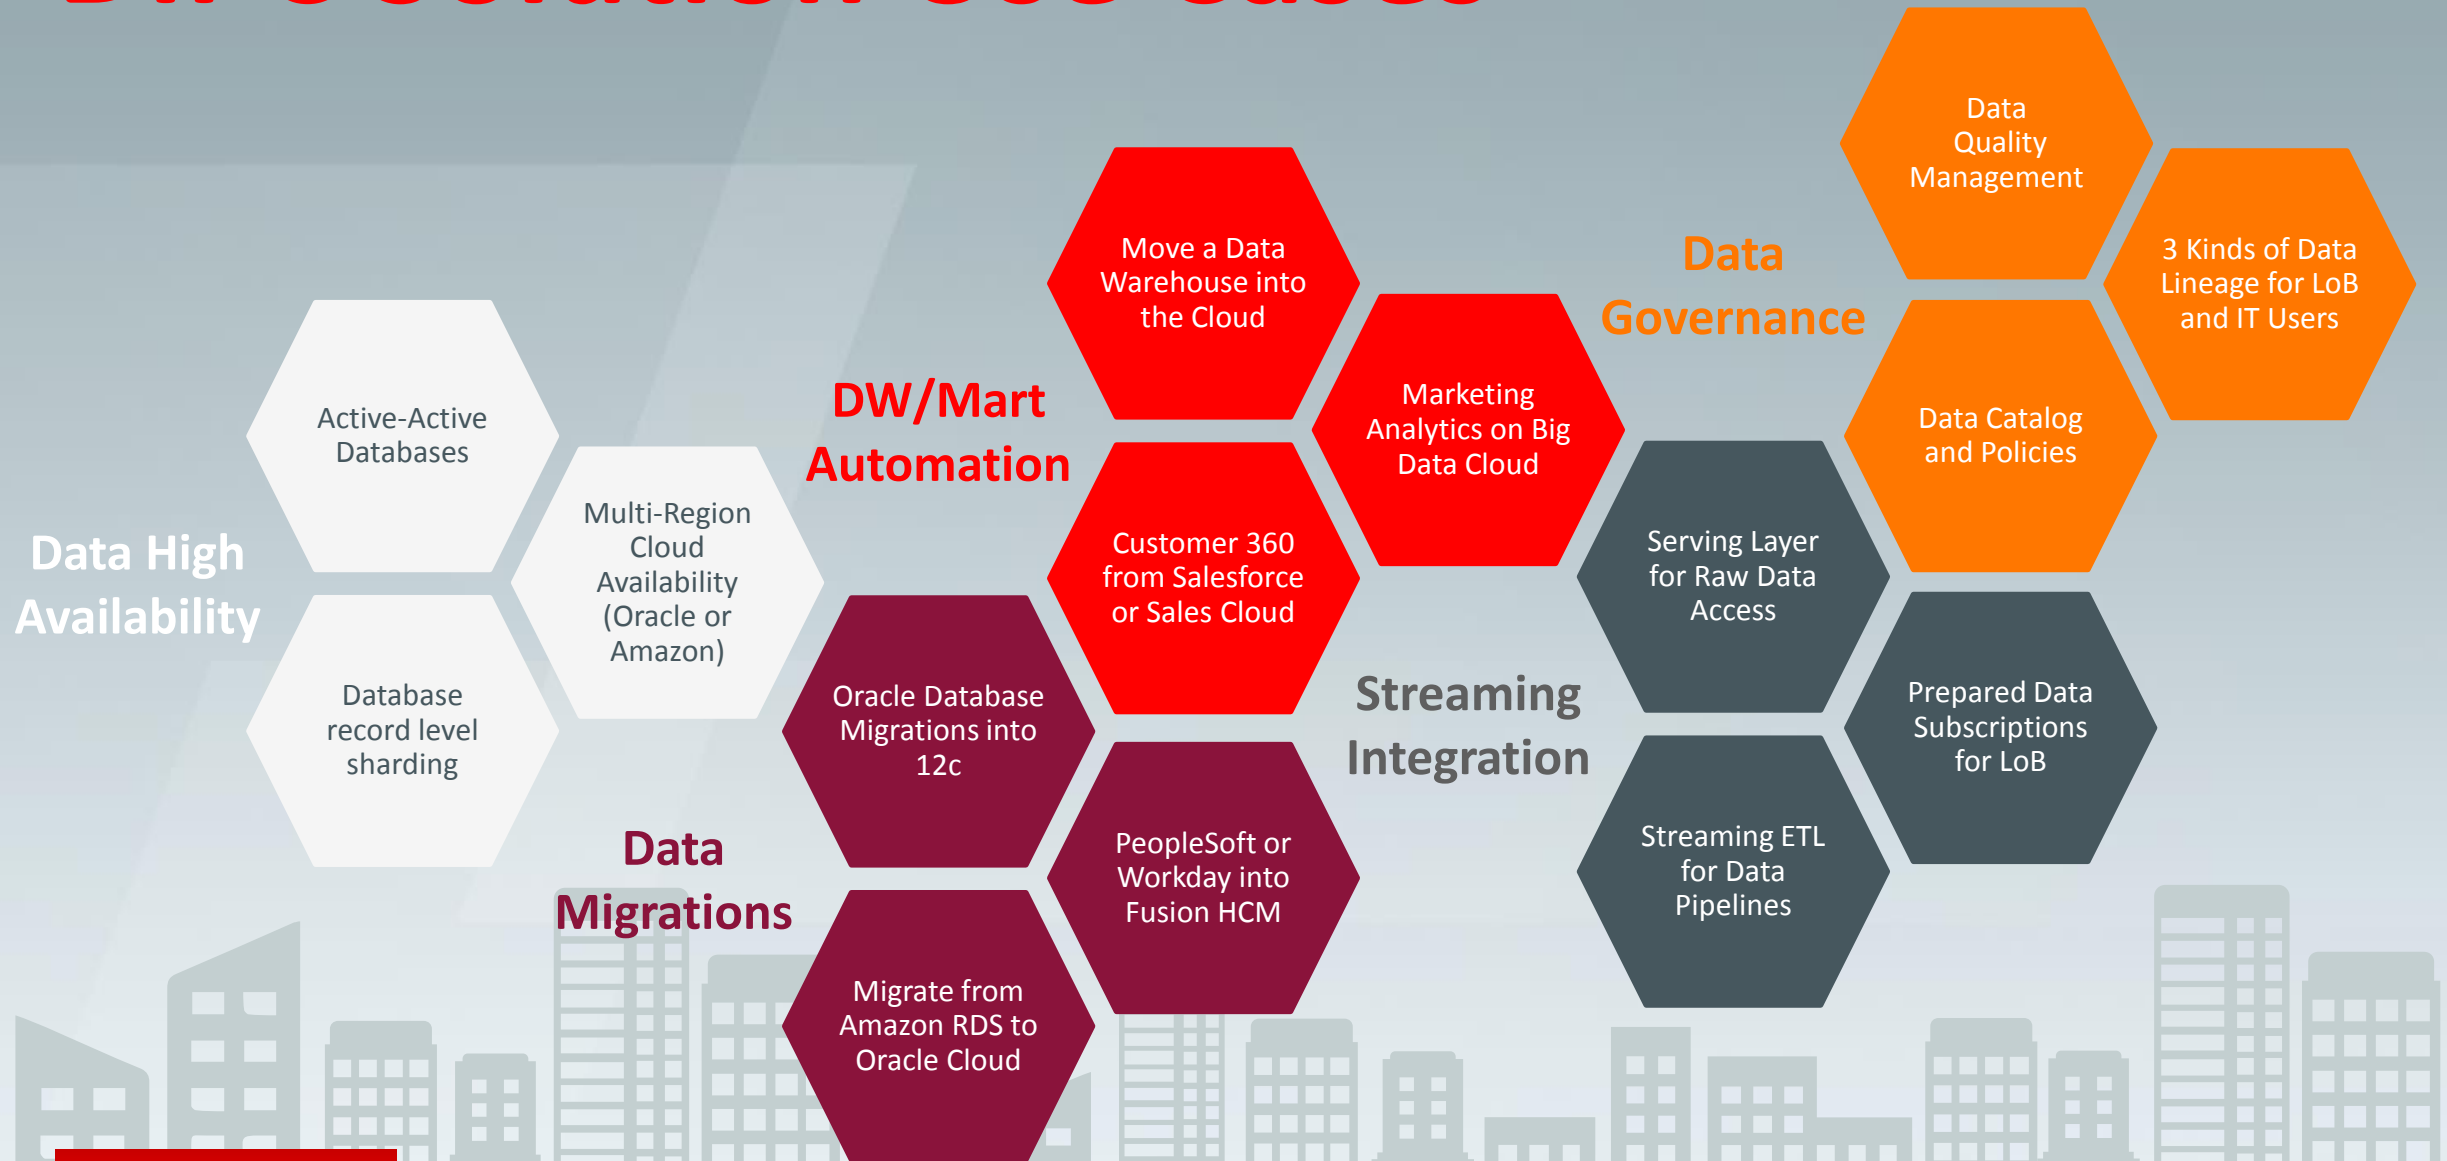 Data High
Availability
Active-Active
Databases
Multi-Region
Cloud
Availability
(Oracle or
Amazon)
Database
record level
sharding
Data
Migrations
Oracle Database
Migrations into
12c
PeopleSoft or
Workday into
Fusion HCM
Migrate from
Amazon RDS to
Oracle Cloud
DW/Mart
Automation
Move a Data
Warehouse into
the Cloud
Marketing
Analytics on Big
Data Cloud
Customer 360
from Salesforce
or Sales Cloud
Streaming
Integration
Serving Layer
for Raw Data
Access
Prepared Data
Subscriptions
for LoB
Streaming ETL
for Data
Pipelines
Data
Governance
Data
Quality
Management
3 Kinds of Data
Lineage for LoB
and IT Users
Data Catalog
and Policies